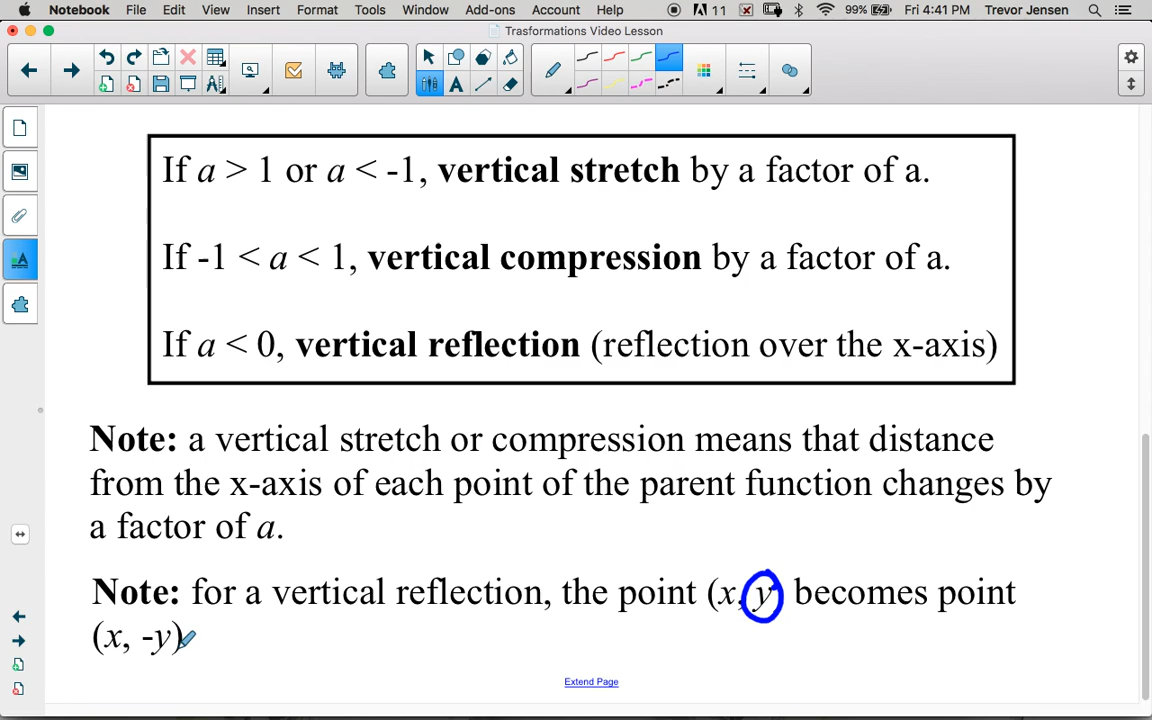 Notebook File Edit View Insert Format Tools Window Add-ons Account Help 11 99% Fri 4:41 PM Trevor Jensen
Trasformations Video Lesson
If a > 1 or a < -1, vertical stretch by a factor of a.
If -1 < a < 1, vertical compression by a factor of a.
If a < 0, vertical reflection (reflection over the x-axis)
Note: a vertical stretch or compression means that distance
from the x-axis of each point of the parent function changes by
a factor of a.
Note: for a vertical reflection, the point (x, y) becomes point
(x, -y)
Extend Page